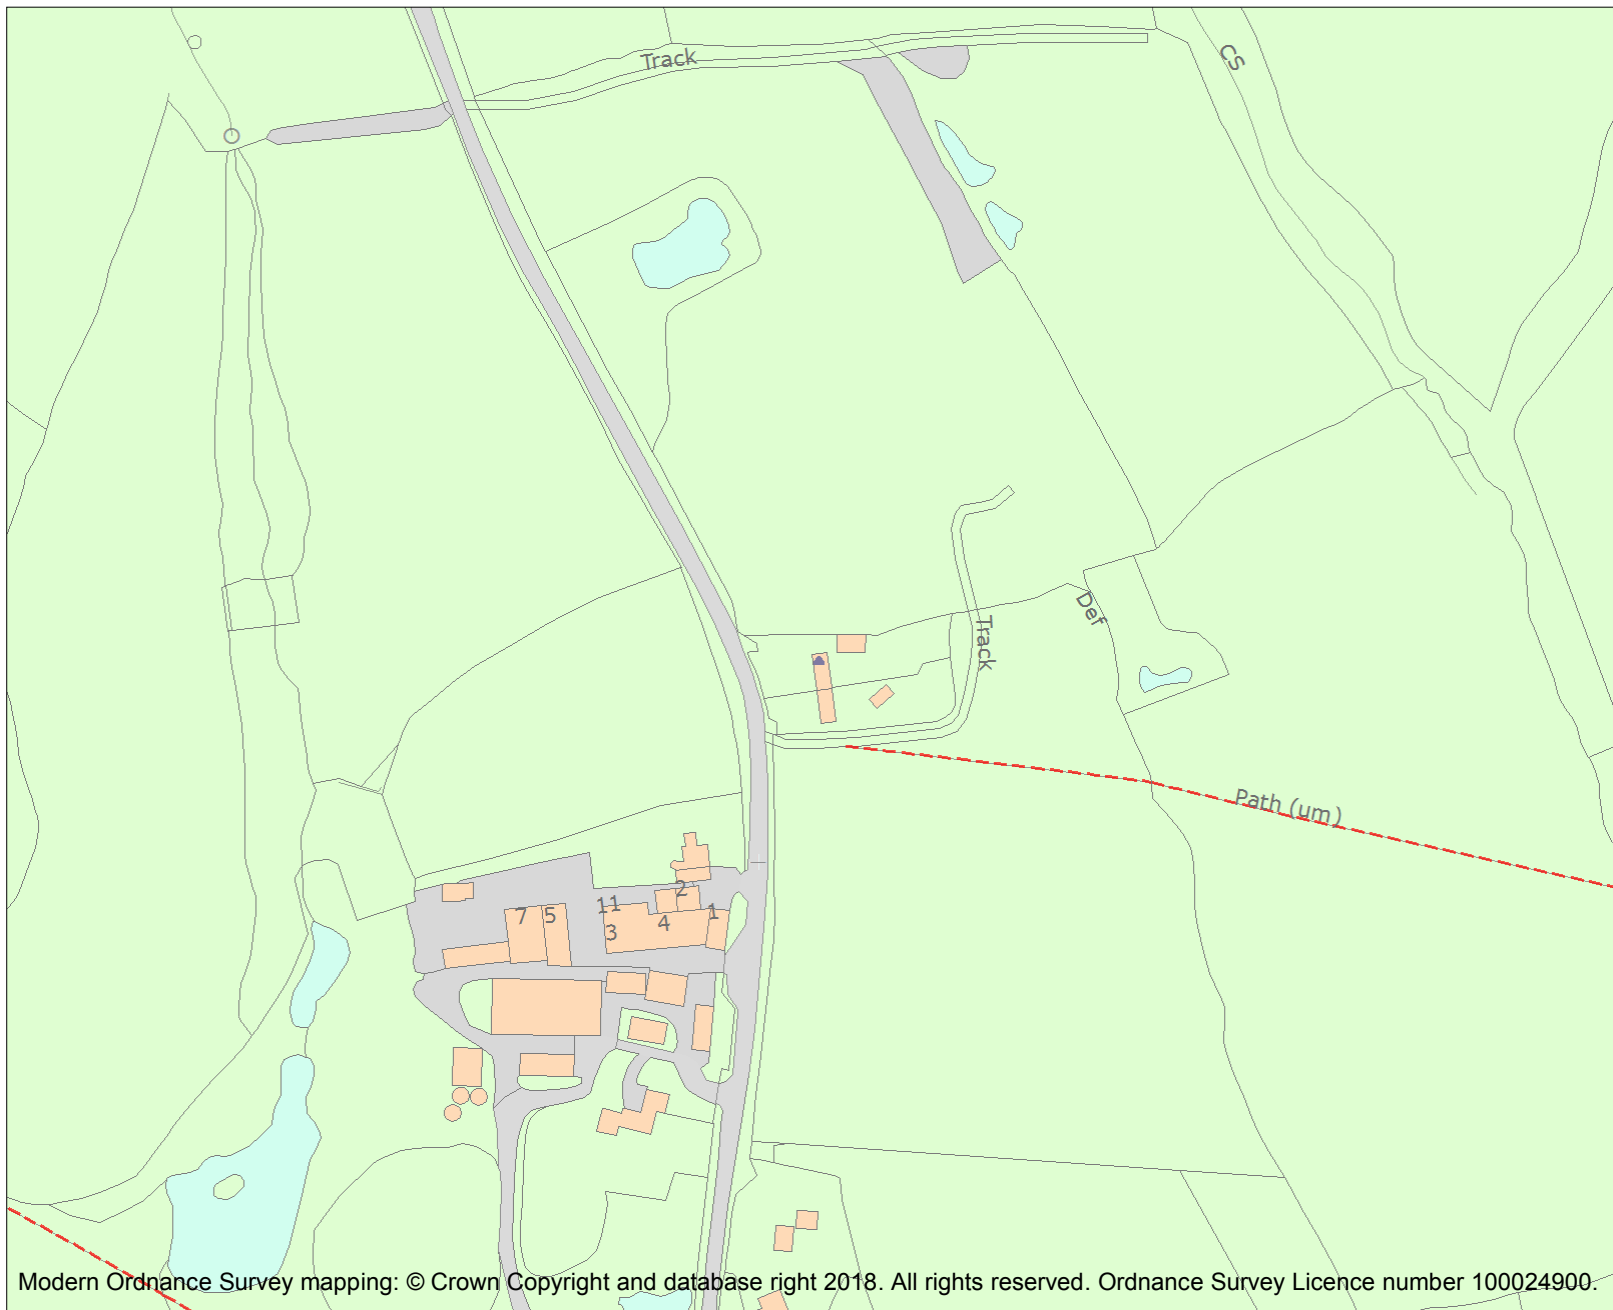 CS
Track
Def
Track
Path (um)
2
11
7
5
1
4
3
Modern Ordnance Survey mapping: © Crown Copyright and database right 2018. All rights reserved. Ordnance Survey Licence number 100024900.